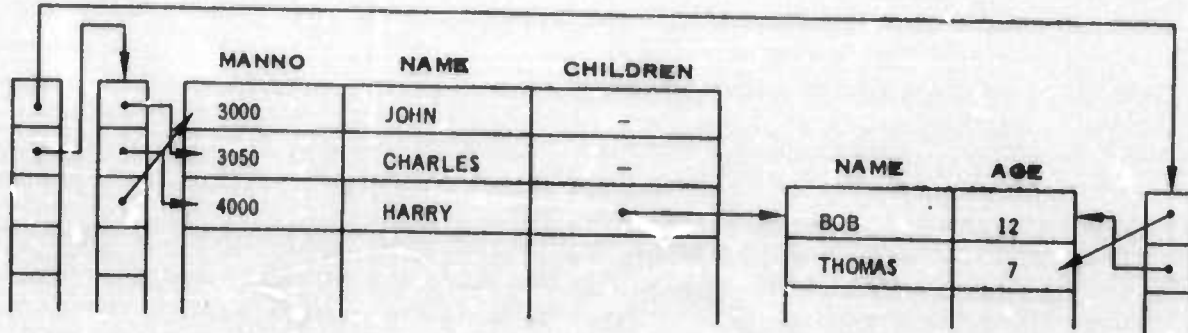 MANNO NAME CHILDREN
3000 JOHN –
3050 CHARLES –
4000 HARRY
NAME AGE
BOB 12
THOMAS 7